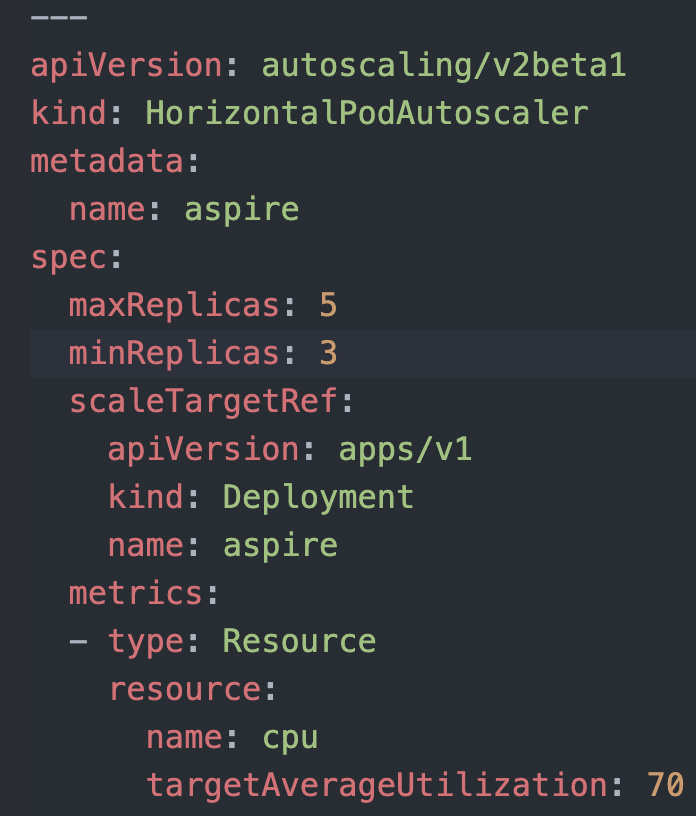 ---
apiVersion: autoscaling/v2beta1
kind: HorizontalPodAutoscaler
metadata:
  name: aspire
spec:
  maxReplicas: 5
  minReplicas: 3
  scaleTargetRef:
    apiVersion: apps/v1
    kind: Deployment
    name: aspire
  metrics:
  - type: Resource
    resource:
      name: cpu
      targetAverageUtilization: 70